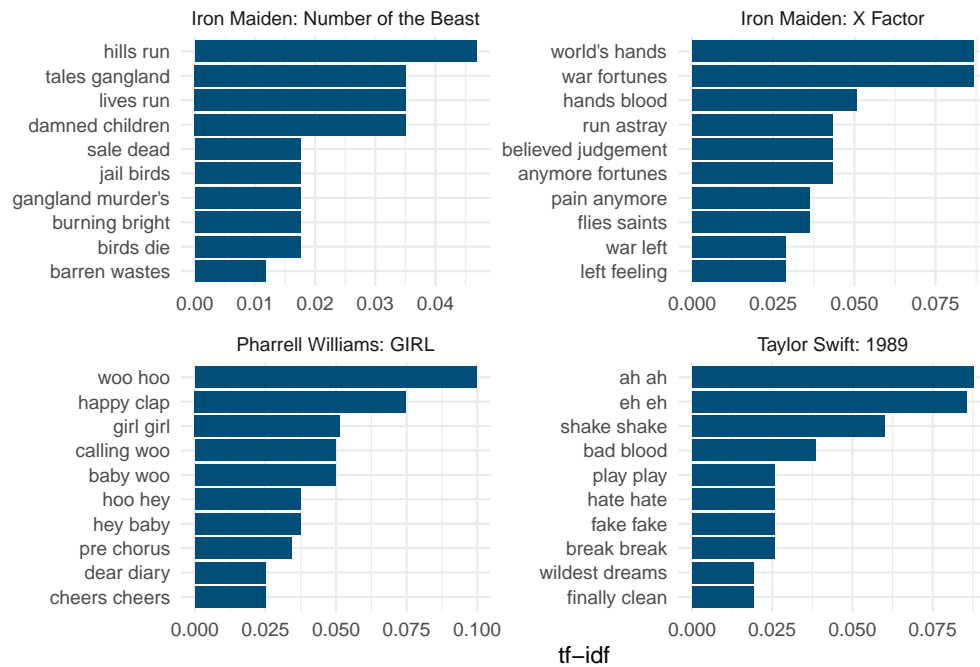 Iron Maiden: Number of the Beast
hills run
tales gangland
lives run
damned children
sale dead
jail birds
gangland murder's
burning bright
birds die
barren wastes
0.00 0.01 0.02 0.03 0.04
Iron Maiden: X Factor
world's hands
war fortunes
hands blood
run astray
believed judgement
anymore fortunes
pain anymore
flies saints
war left
left feeling
0.000 0.025 0.050 0.075
Pharrell Williams: GIRL
woo hoo
happy clap
girl girl
calling woo
baby woo
hoo hey
hey baby
pre chorus
dear diary
cheers cheers
0.000 0.025 0.050 0.075 0.100
Taylor Swift: 1989
ah ah
eh eh
shake shake
bad blood
play play
hate hate
fake fake
break break
wildest dreams
finally clean
0.000 0.025 0.050 0.075
tf−idf